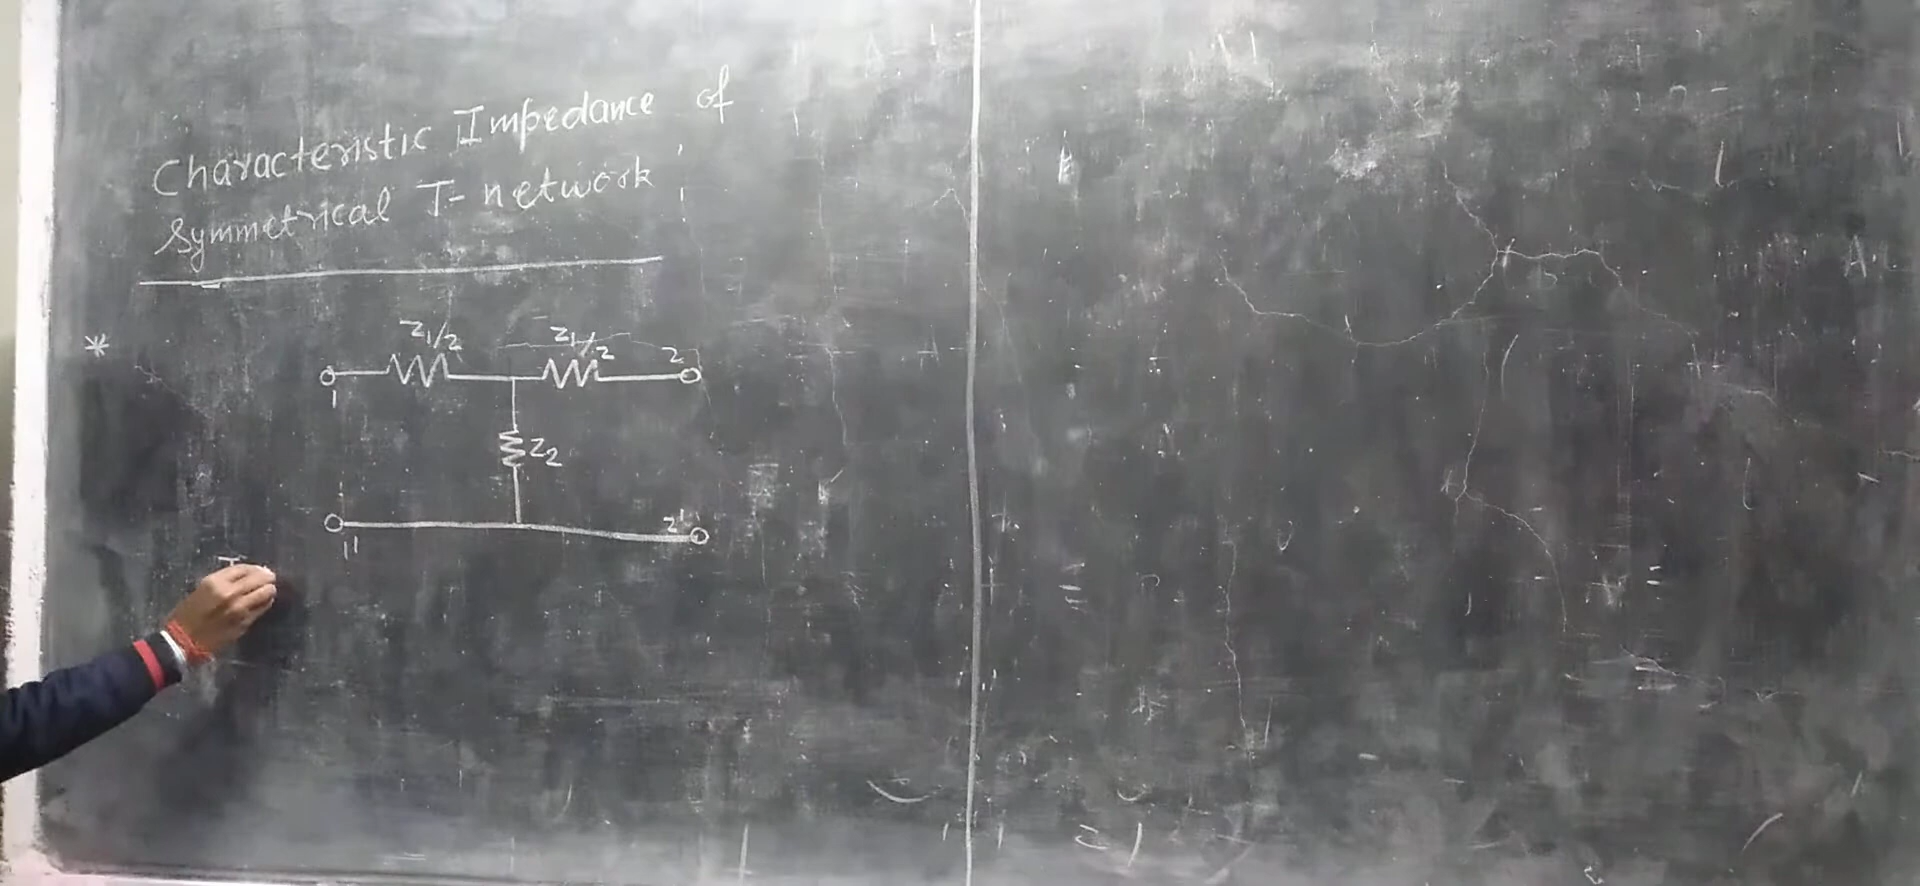 Characteristic Impedance of
Symmetrical T-network
*
Z1/2
Z1/2
2
1
Z2
1'
2'